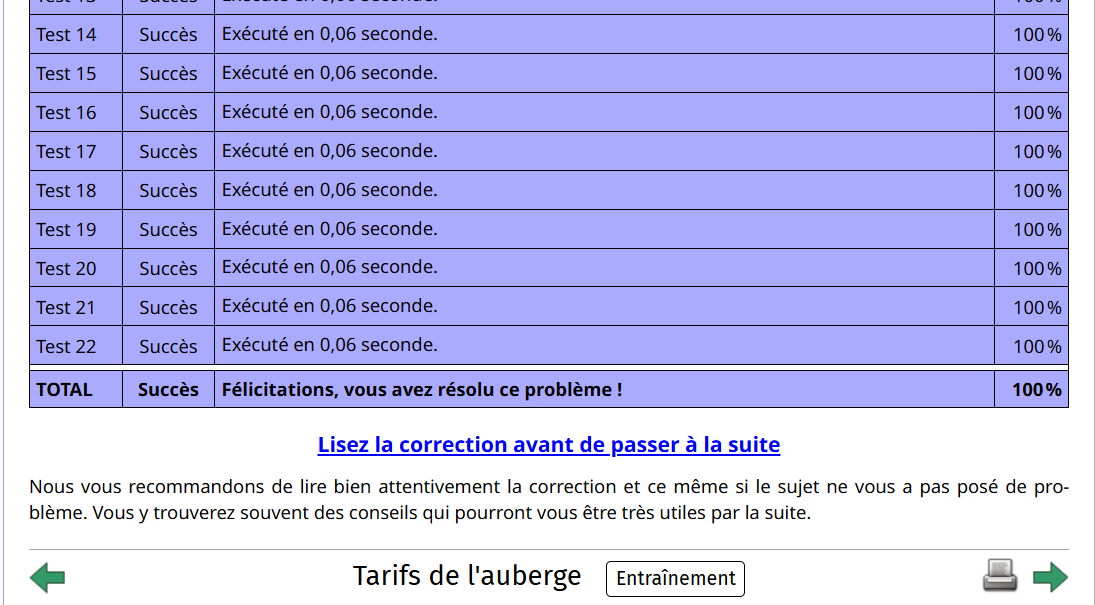 Test 14 Succès Exécuté en 0,06 seconde. 100 %
Test 15 Succès Exécuté en 0,06 seconde. 100 %
Test 16 Succès Exécuté en 0,06 seconde. 100 %
Test 17 Succès Exécuté en 0,06 seconde. 100 %
Test 18 Succès Exécuté en 0,06 seconde. 100 %
Test 19 Succès Exécuté en 0,06 seconde. 100 %
Test 20 Succès Exécuté en 0,06 seconde. 100 %
Test 21 Succès Exécuté en 0,06 seconde. 100 %
Test 22 Succès Exécuté en 0,06 seconde. 100 %
TOTAL Succès Félicitations, vous avez résolu ce problème ! 100 %
Lisez la correction avant de passer à la suite
Nous vous recommandons de lire bien attentivement la correction et ce même si le sujet ne vous a pas posé de pro-
blème. Vous y trouverez souvent des conseils qui pourront vous être très utiles par la suite.
Tarifs de l'auberge Entraînement